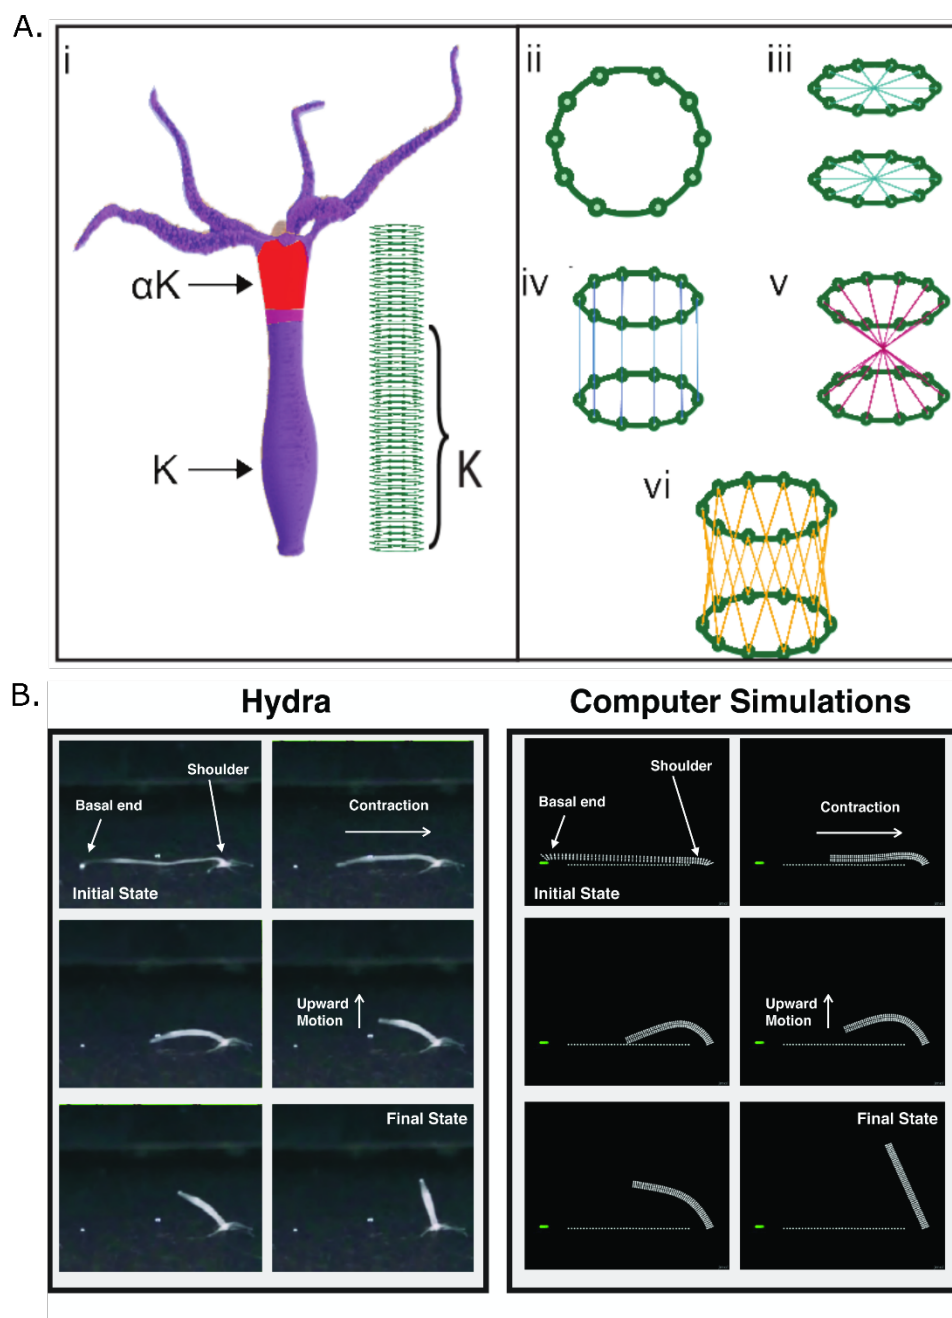 A.
i
αK
K
K
ii
iii
iv
v
vi
B.
Hydra
Computer Simulations
Basal end
Shoulder
Initial State
Contraction
Upward
Motion
Final State
Basal end
Shoulder
Initial State
Contraction
Upward
Motion
Final State